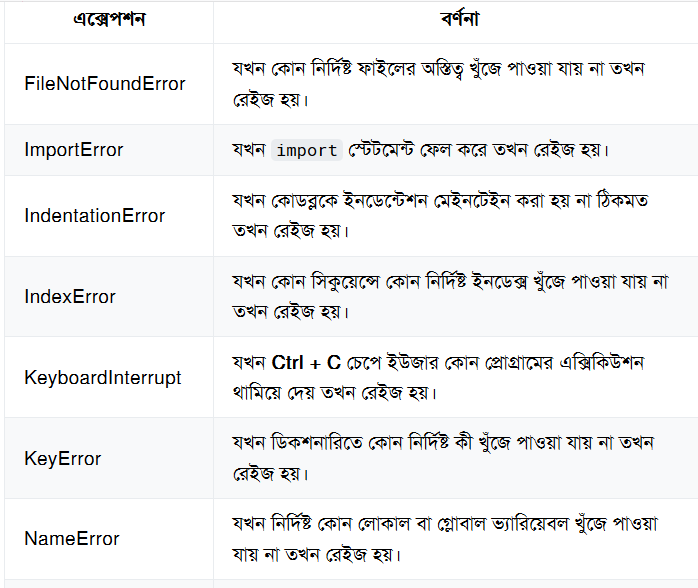 এক্সেপশন বর্ণনা
FileNotFoundError যখন কোন নির্দিষ্ট ফাইলের অস্তিত্ব খুঁজে পাওয়া যায় না তখন
রেইজ হয়।
ImportError যখন import স্টেটমেন্ট ফেল করে তখন রেইজ হয়।
IndentationError যখন কোডব্লকে ইনডেন্টেশন মেইনটেইন করা হয় না ঠিকমত
তখন রেইজ হয়।
IndexError যখন কোন সিকুয়েন্সে কোন নির্দিষ্ট ইনডেক্স খুঁজে পাওয়া যায় না
তখন রেইজ হয়।
KeyboardInterrupt যখন Ctrl + C চেপে ইউজার কোন প্রোগ্রামের এক্সিকিউশন
থামিয়ে দেয় তখন রেইজ হয়।
KeyError যখন ডিকশনারিতে কোন নির্দিষ্ট কী খুঁজে পাওয়া যায় না তখন
রেইজ হয়।
NameError যখন নির্দিষ্ট কোন লোকাল বা গ্লোবাল ভ্যারিয়েবল খুঁজে পাওয়া
যায় না তখন রেইজ হয়।